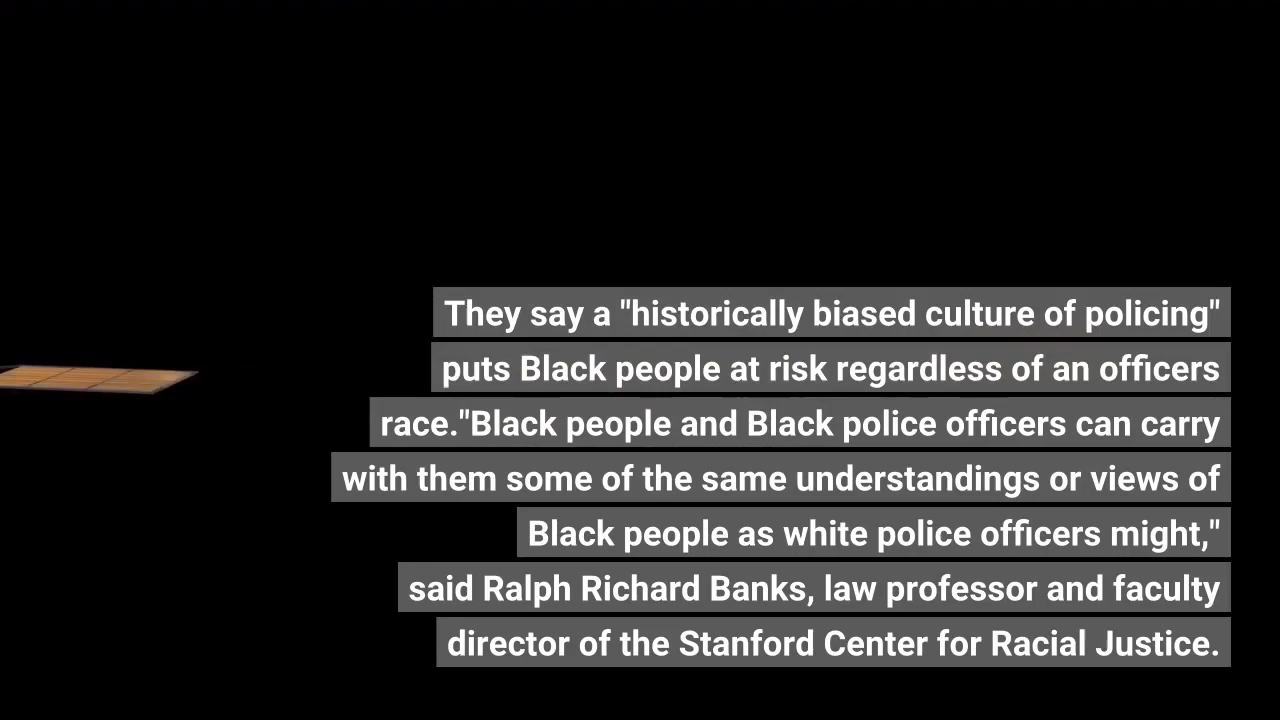 They say a "historically biased culture of policing"
puts Black people at risk regardless of an officers
race."Black people and Black police officers can carry
with them some of the same understandings or views of
Black people as white police officers might,"
said Ralph Richard Banks, law professor and faculty
director of the Stanford Center for Racial Justice.